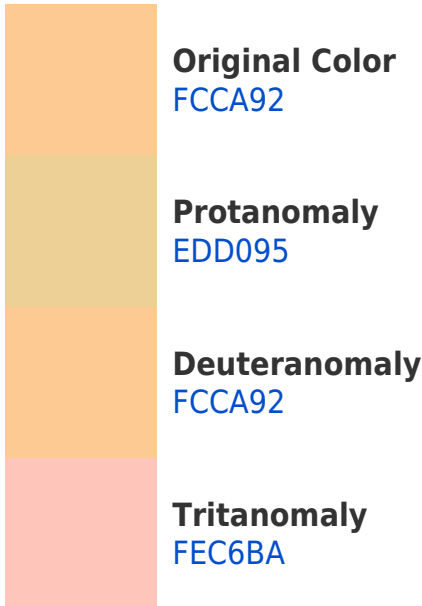 Original Color
FCCA92
Protanomaly
EDD095
Deuteranomaly
FCCA92
Tritanomaly
FEC6BA